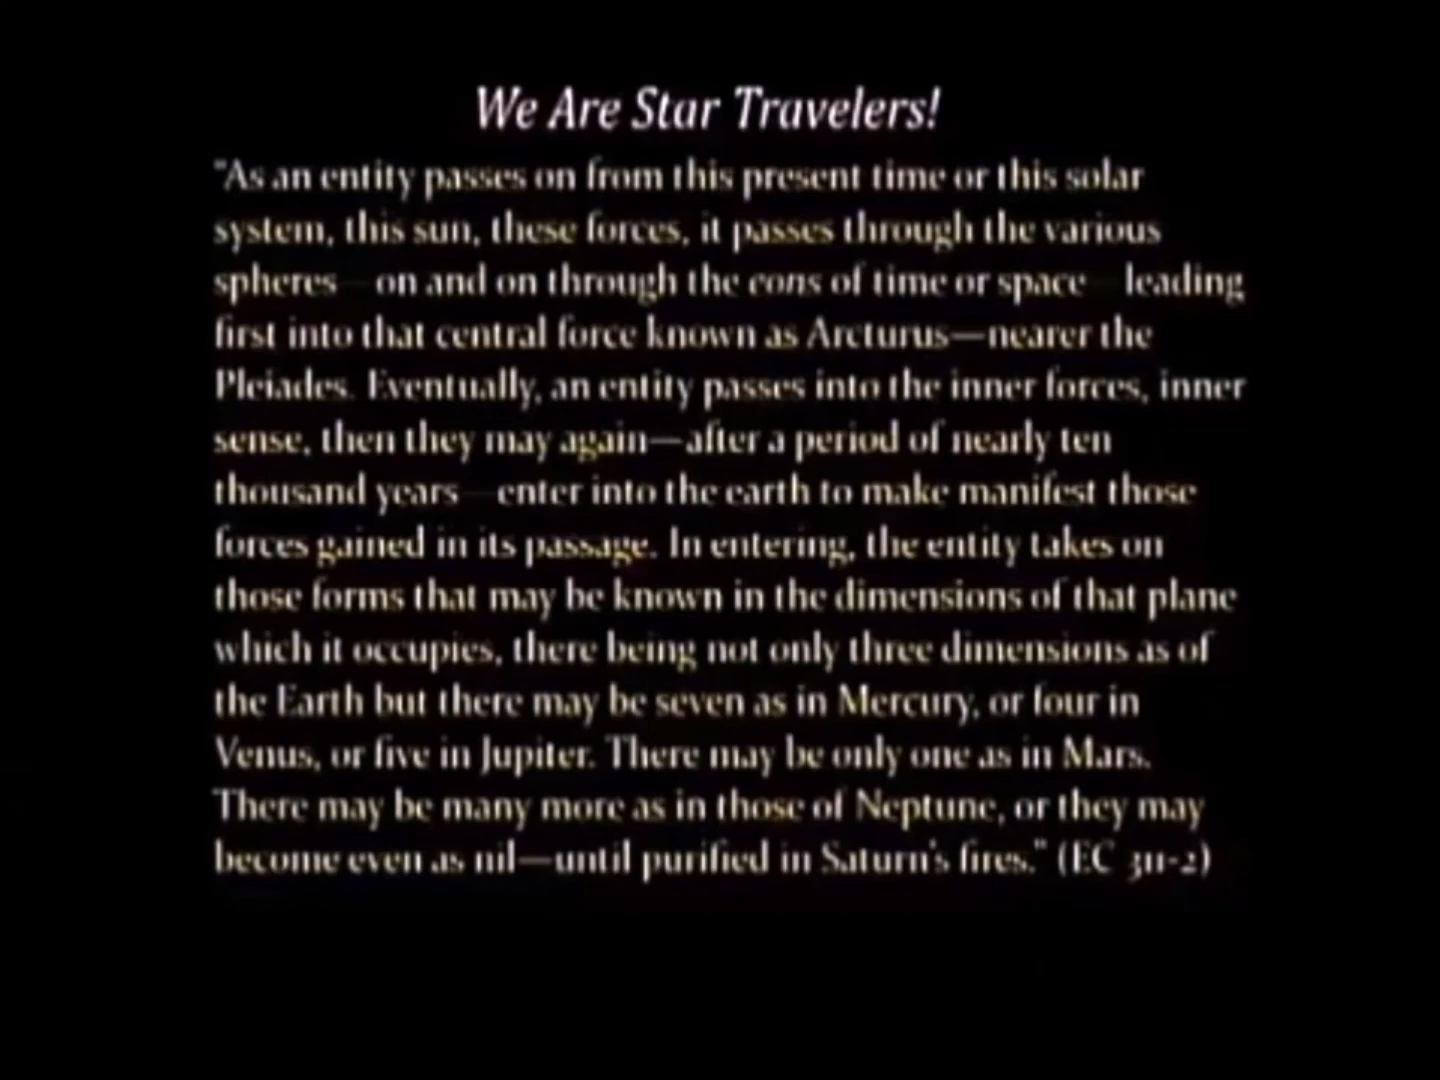 We Are Star Travelers!
"As an entity passes on from this present time or this solar
system, this sun, these forces, it passes through the various
spheres—on and on through the eons of time or space—leading
first into that central force known as Arcturus—nearer the
Pleiades. Eventually, an entity passes into the inner forces, inner
sense, then they may again—after a period of nearly ten
thousand years—enter into the earth to make manifest those
forces gained in its passage. In entering, the entity takes on
those forms that may be known in the dimensions of that plane
which it occupies, there being not only three dimensions as of
the Earth but there may be seven as in Mercury, or four in
Venus, or five in Jupiter. There may be only one as in Mars.
There may be many more as in those of Neptune, or they may
become even as nil—until purified in Saturn's fires." (EC 311-2)